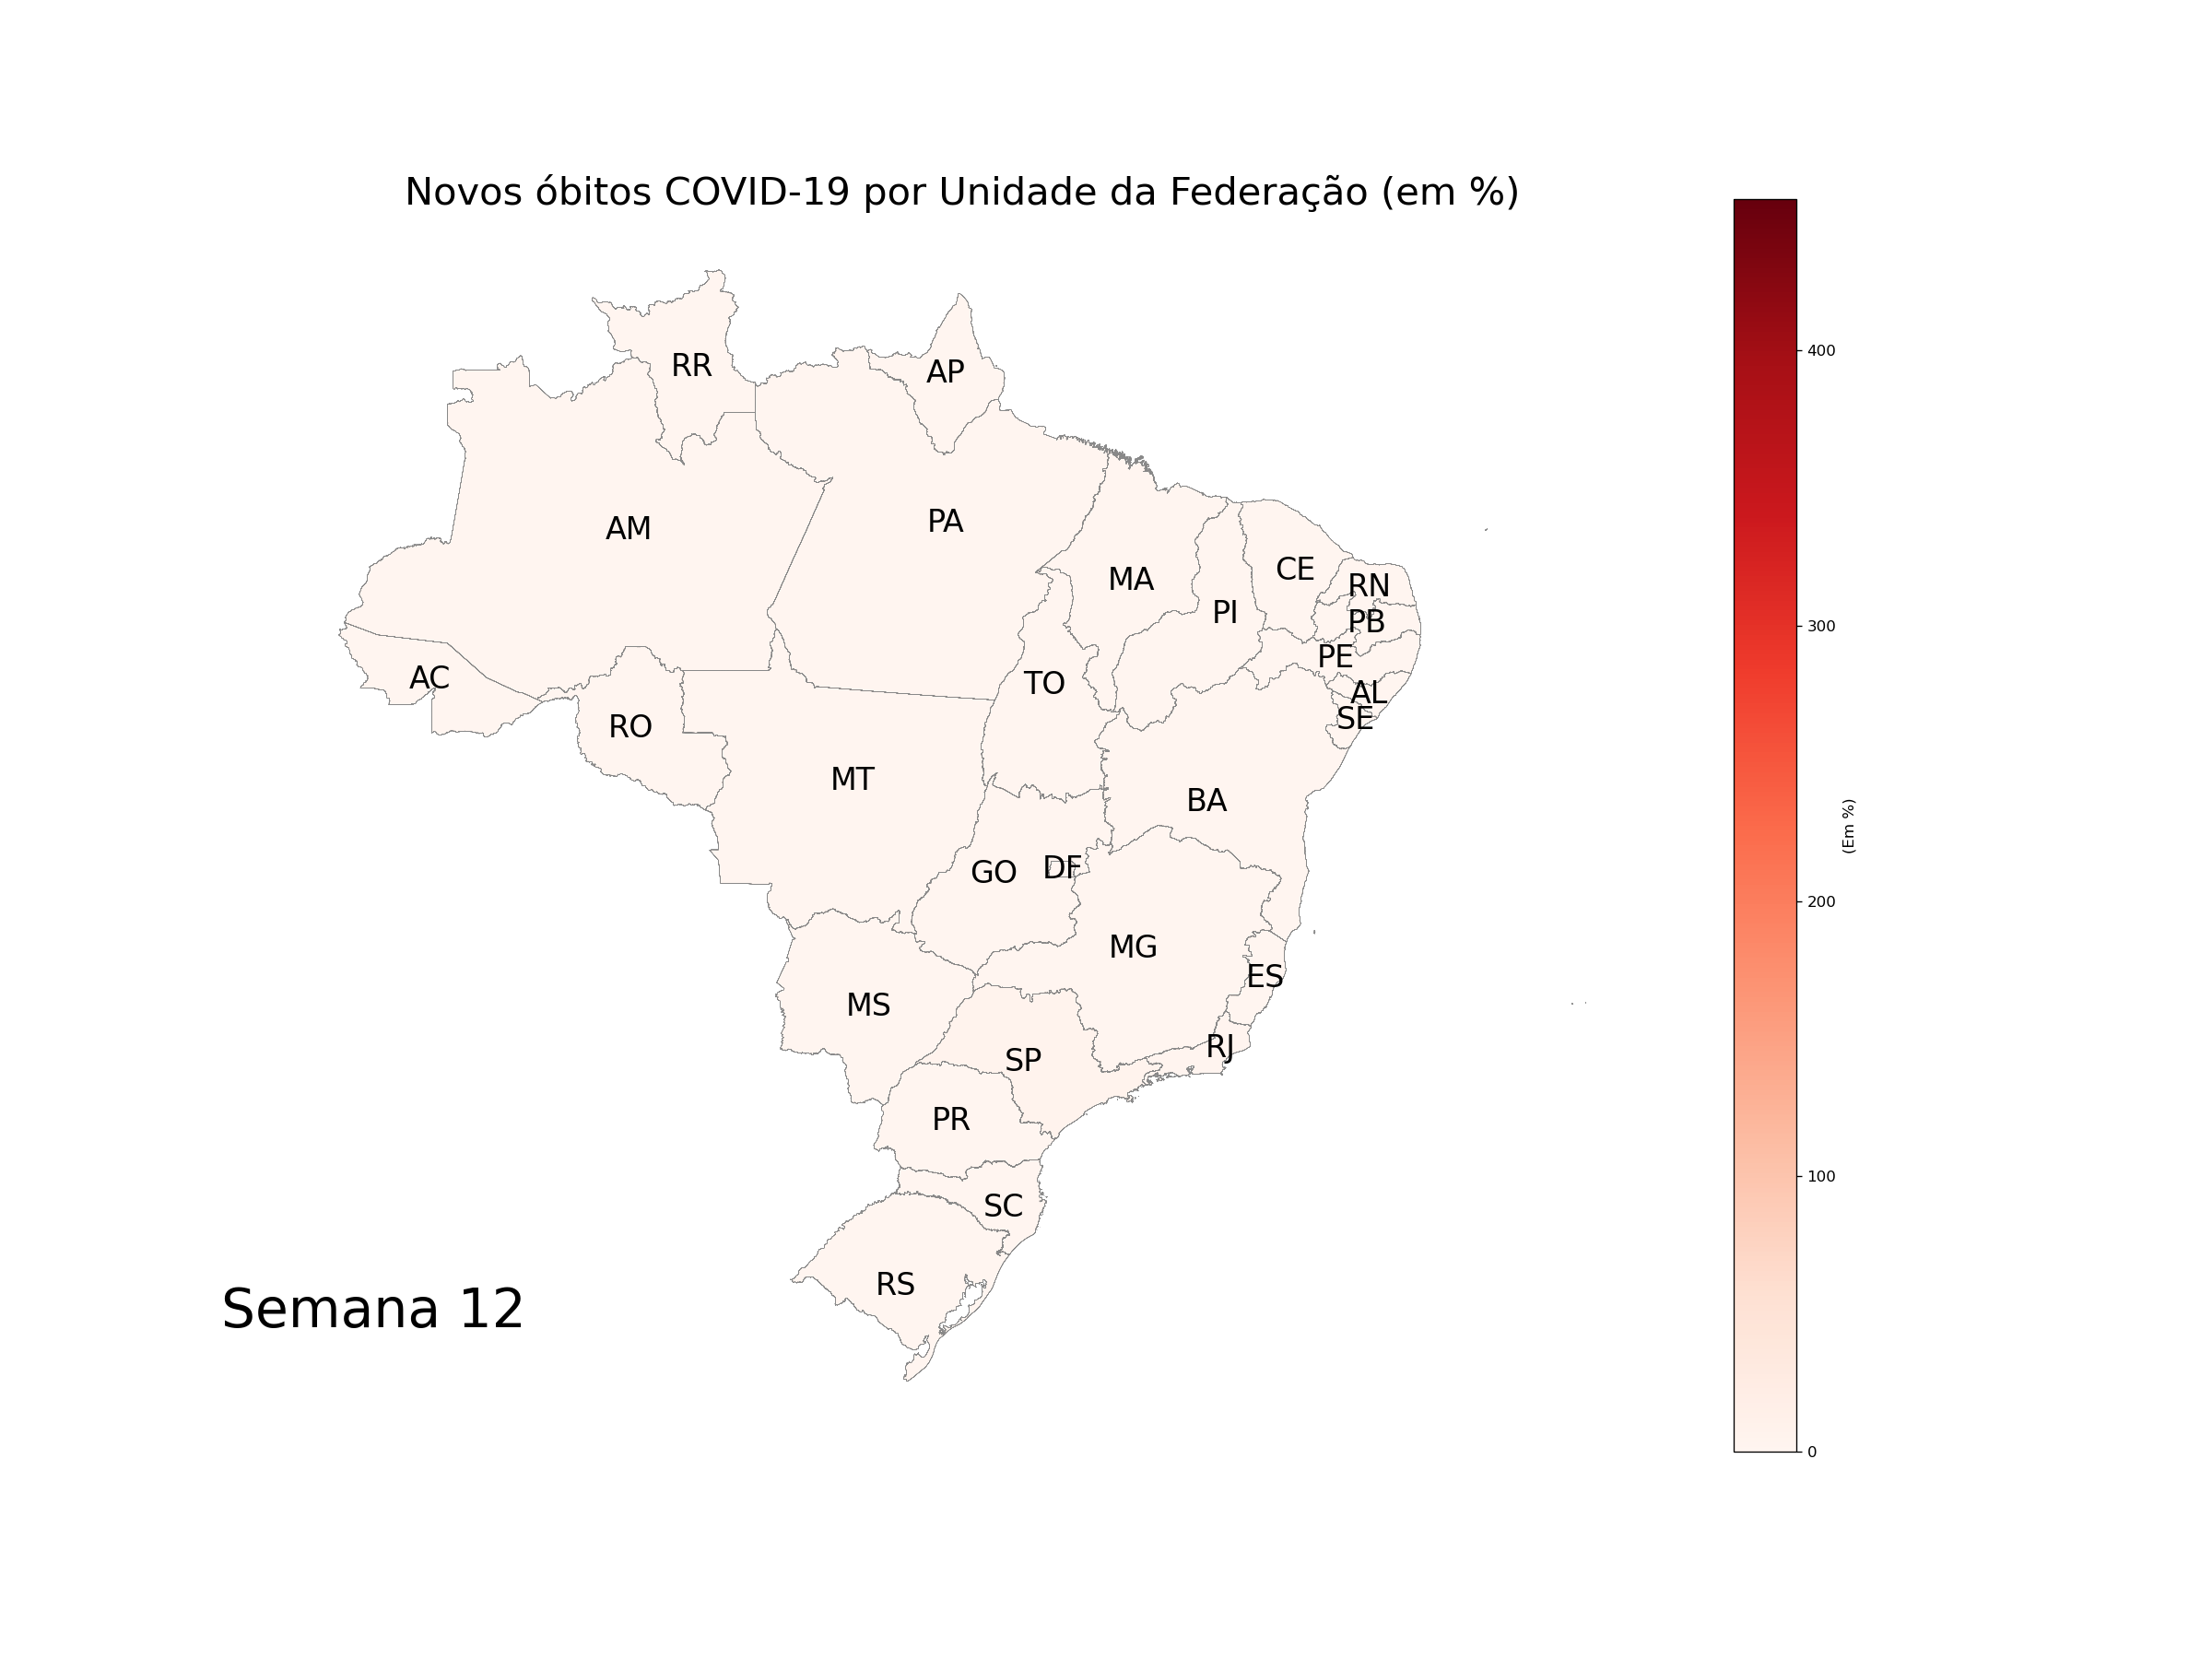 Novos óbitos COVID-19 por Unidade da Federação (em %)
RR
AP
400
AM
PA
CE
MA
RN
PI
PB
300
PE
AC
TO
AL
SE
RO
MT
BA
(Em %)
GO
DF
200
MG
ES
MS
RJ
SP
PR
100
SC
RS
Semana 12
0